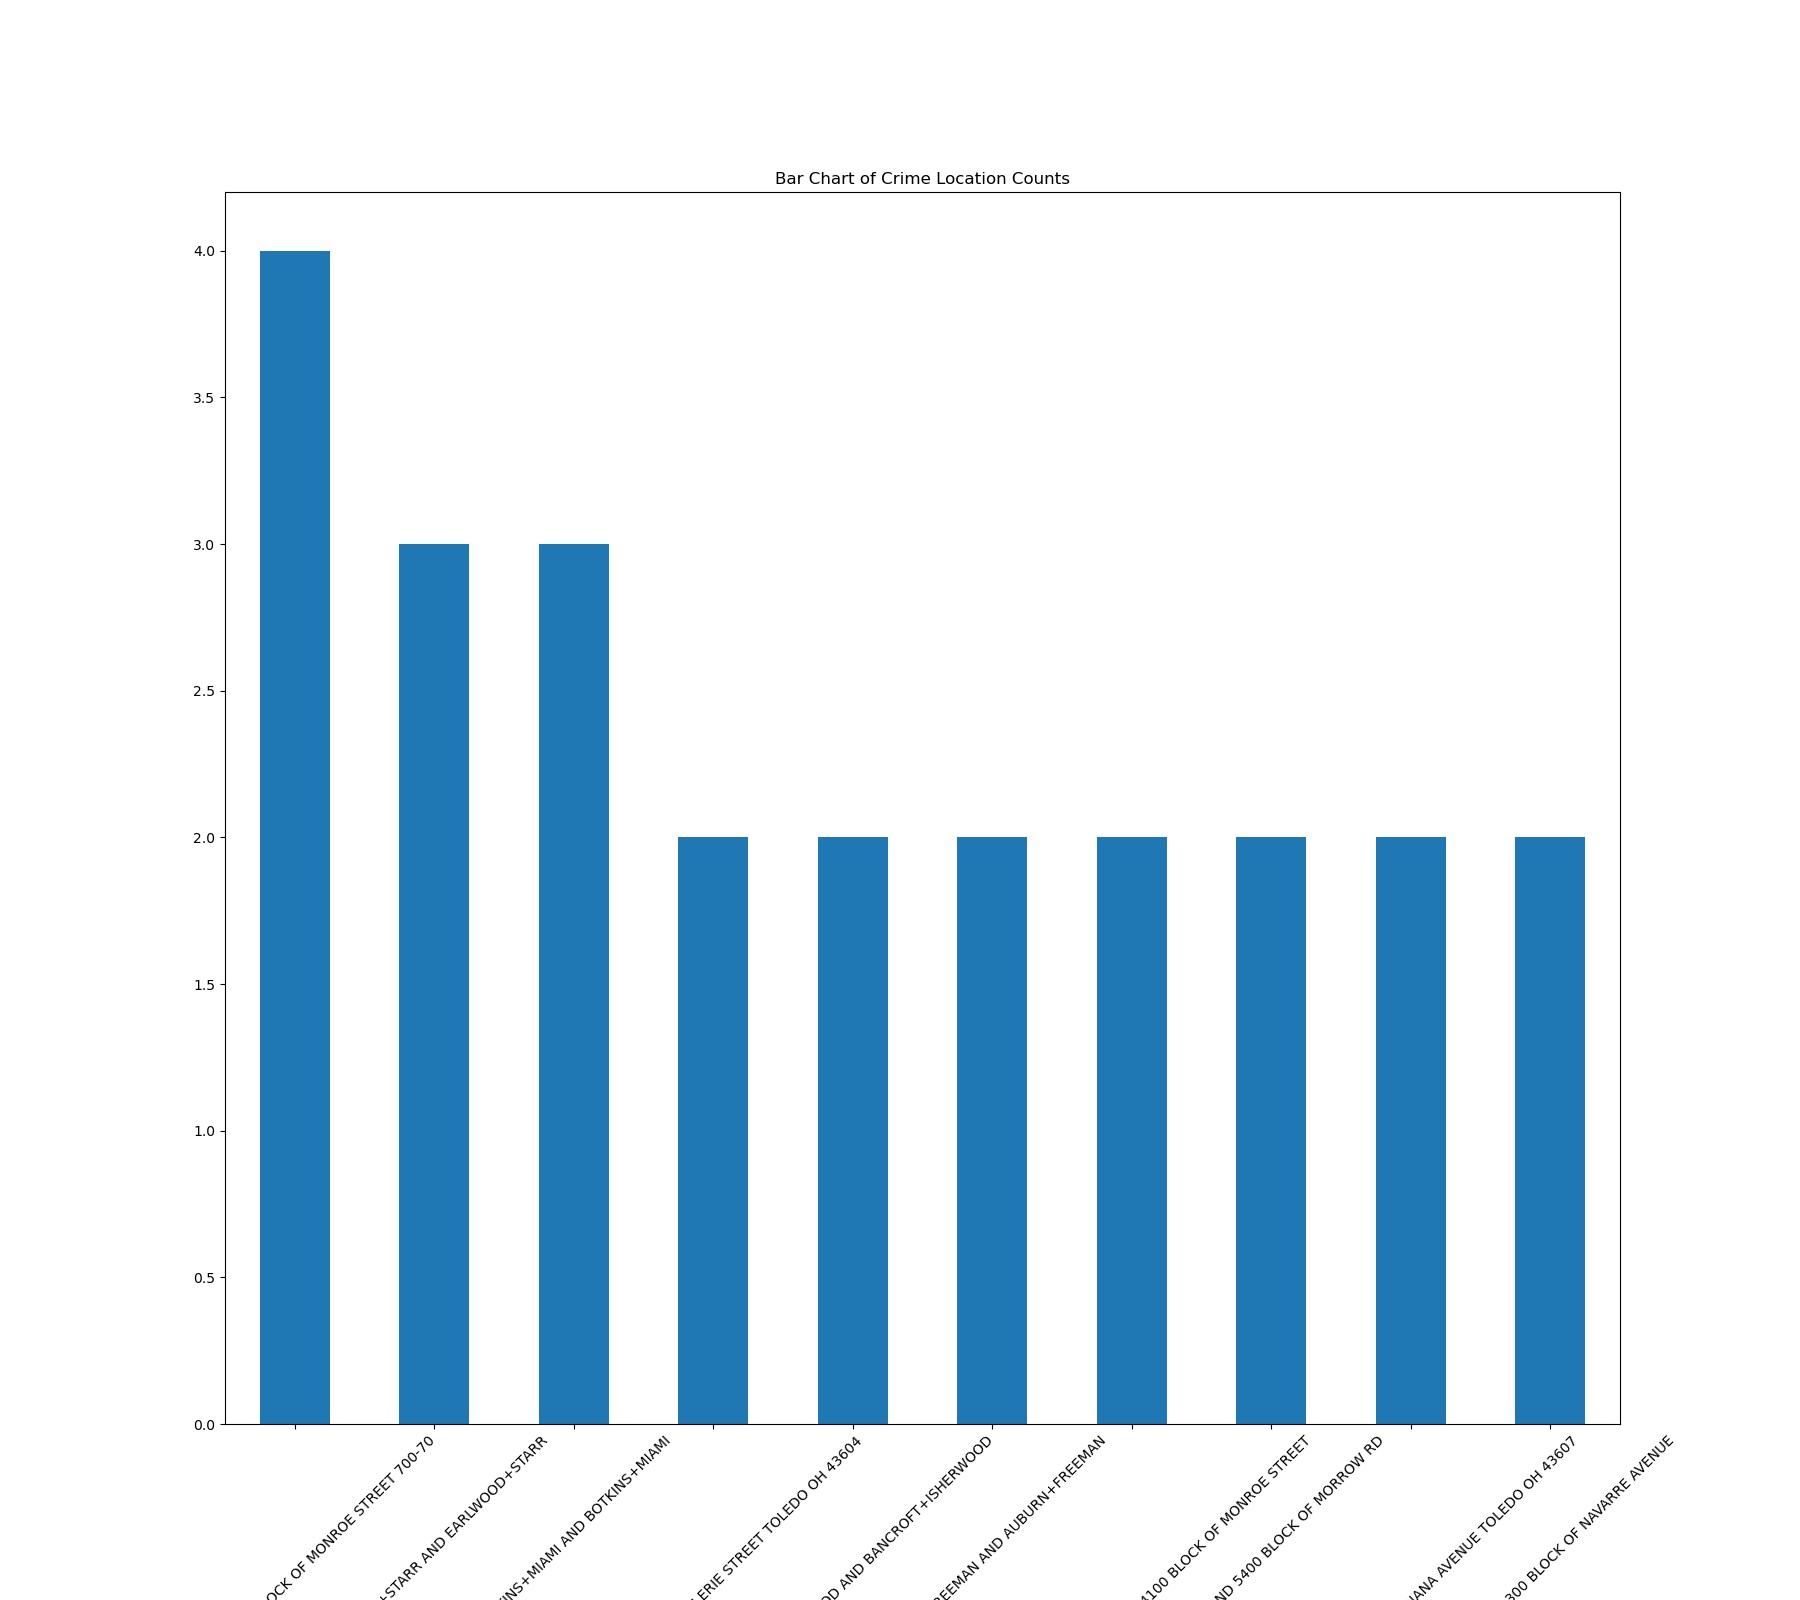 Bar Chart of Crime Location Counts
4.0
3.5
3.0
2.5
2.0
1.5
1.0
0.5
0.0
OF MONROE STREET 700-70
+STARR AND EARLWOOD+STARR
+MIAMI AND BOTKINS+MIAMI
ERIE STREET TOLEDO OH 43604
AND BANCROFT+ISHERWOOD
AND AUBURN+FREEMAN
4100 BLOCK OF MONROE STREET
5400 BLOCK OF MORROW RD
AVENUE TOLEDO OH 43607
BLOCK OF NAVARRE AVENUE